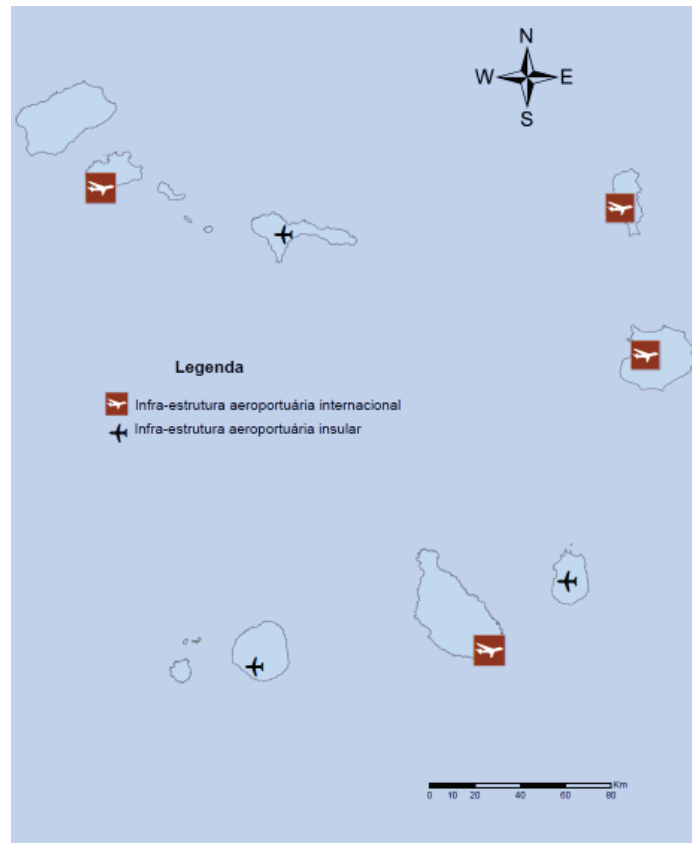 N
W E
S
Legenda
Infra-estrutura aeroportuária internacional
Infra-estrutura aeroportuária insular
Km
0 10 20 40 60 80